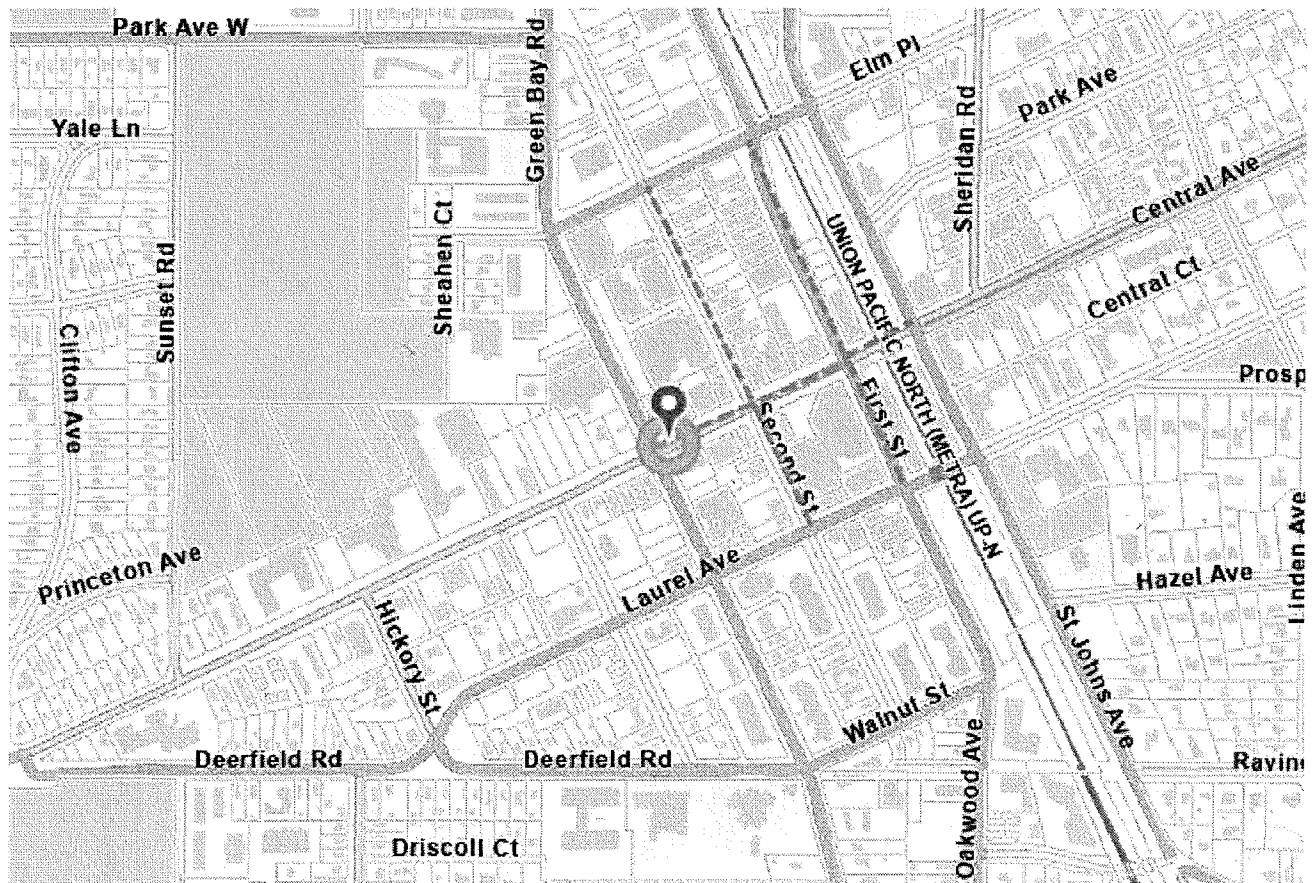 Park Ave W
Green Bay Rd
Elm Pl
Park Ave
Sheridan Rd
Yale Ln
Central Ave
Sheahen Ct
Sunset Rd
UNION PACIFIC NORTH (METRA) UP-N
Central Ct
Clifton Ave
Prosp
First St
Second St
Princeton Ave
Laurel Ave
Hazel Ave
Linden Ave
Hickory St
St Johns Ave
Walnut St
Deerfield Rd
Deerfield Rd
Oakwood Ave
Ravin
Driscoll Ct